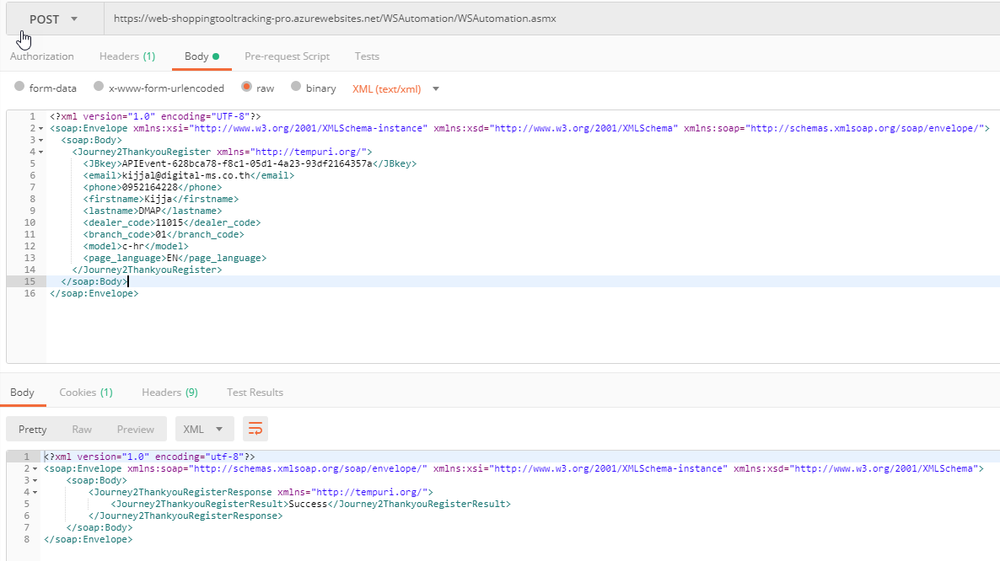 POST https://web-shoppingtooltracking-pro.azurewebsites.net/WSAutomation/WSAutomation.asmx
Authorization Headers (1) Body Pre-request Script Tests
form-data x-www-form-urlencoded raw binary XML (text/xml)
1 <?xml version="1.0" encoding="UTF-8"?>
2 <soap:Envelope xmlns:xsi="http://www.w3.org/2001/XMLSchema-instance" xmlns:xsd="http://www.w3.org/2001/XMLSchema" xmlns:soap="http://schemas.xmlsoap.org/soap/envelope/">
3 <soap:Body>
4 <Journey2ThankyouRegister xmlns="http://tempuri.org/">
5 <JBkey>APIEvent-628bca78-f8c1-05d1-4a23-93df2164357a</JBkey>
6 <email>kijjal@digital-ms.co.th</email>
7 <phone>0952164228</phone>
8 <firstname>Kijja</firstname>
9 <lastname>DMAP</lastname>
10 <dealer_code>11015</dealer_code>
11 <branch_code>01</branch_code>
12 <model>c-hr</model>
13 <page_language>EN</page_language>
14 </Journey2ThankyouRegister>
15 </soap:Body>
16 </soap:Envelope>
Body Cookies (1) Headers (9) Test Results
Pretty Raw Preview XML
1 <?xml version="1.0" encoding="utf-8"?>
2 <soap:Envelope xmlns:soap="http://schemas.xmlsoap.org/soap/envelope/" xmlns:xsi="http://www.w3.org/2001/XMLSchema-instance" xmlns:xsd="http://www.w3.org/2001/XMLSchema">
3 <soap:Body>
4 <Journey2ThankyouRegisterResponse xmlns="http://tempuri.org/">
5 <Journey2ThankyouRegisterResult>Success</Journey2ThankyouRegisterResult>
6 </Journey2ThankyouRegisterResponse>
7 </soap:Body>
8 </soap:Envelope>